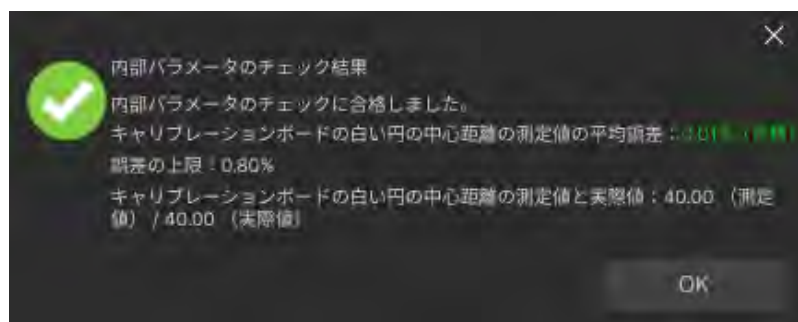 内部パラメータのチェック結果
内部パラメータのチェックに合格しました。
キャリブレーションボードの白い円の中心距離の測定値の平均誤差：0.01%
誤差の上限：0.80%
キャリブレーションボードの白い円の中心距離の測定値と実際値：40.00 （測定
値） / 40.00 （実際値）
OK